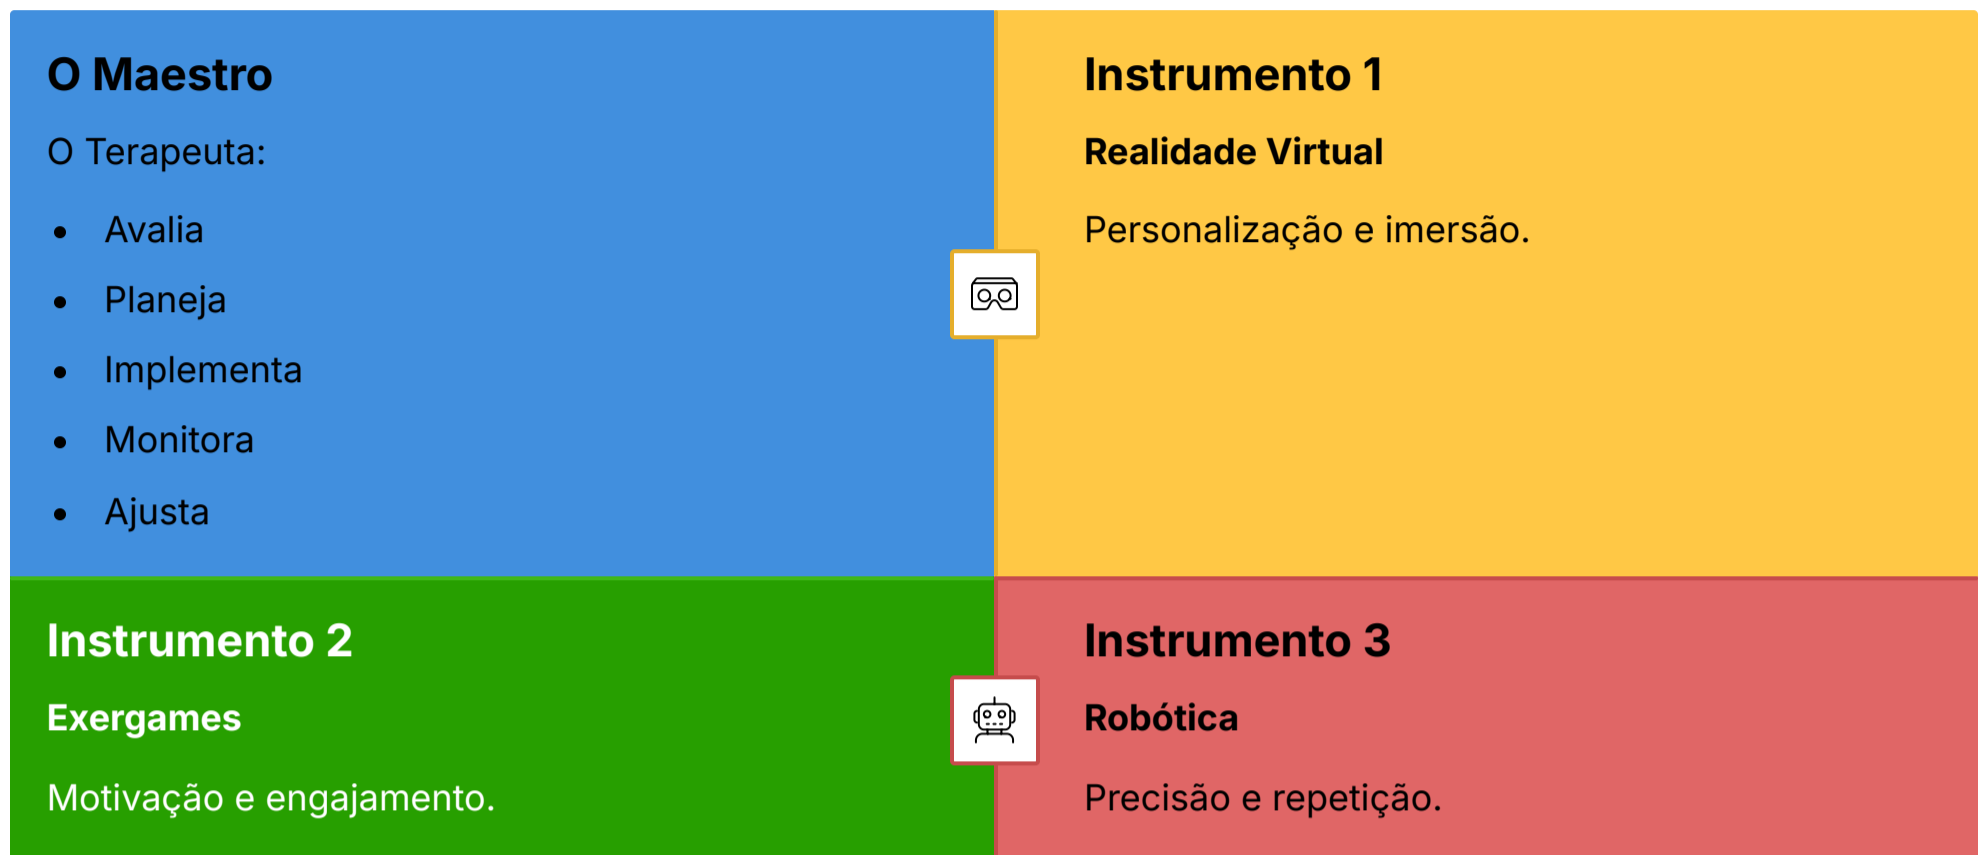 O Maestro
O Terapeuta:
• Avalia
• Planeja
• Implementa
• Monitora
• Ajusta
Instrumento 1
Realidade Virtual
Personalização e imersão.
Instrumento 2
Exergames
Motivação e engajamento.
Instrumento 3
Robótica
Precisão e repetição.